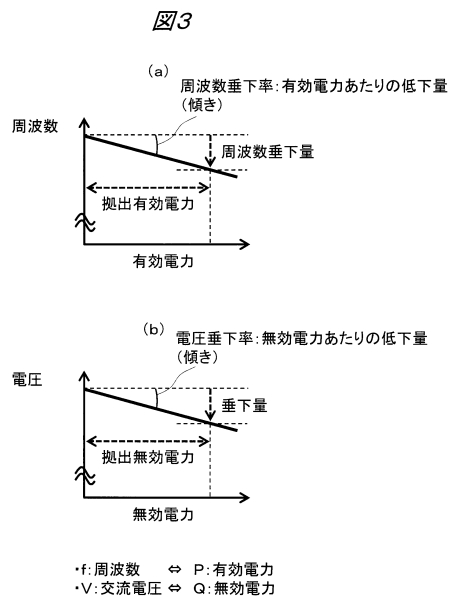 図3
(a)
周波数垂下率:有効電力あたりの低下量
(傾き)
周波数
周波数垂下量
拠出有効電力
有効電力
(b)
電圧垂下率:無効電力あたりの低下量
(傾き)
電圧
垂下量
拠出無効電力
無効電力
・f:周波数 ⇔ P:有効電力
・V:交流電圧 ⇔ Q:無効電力